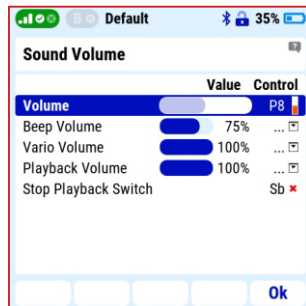 B Default 35%
Sound Volume
Value Control
Volume P8
Beep Volume 75% ...
Vario Volume 100% ...
Playback Volume 100% ...
Stop Playback Switch Sb
Ok